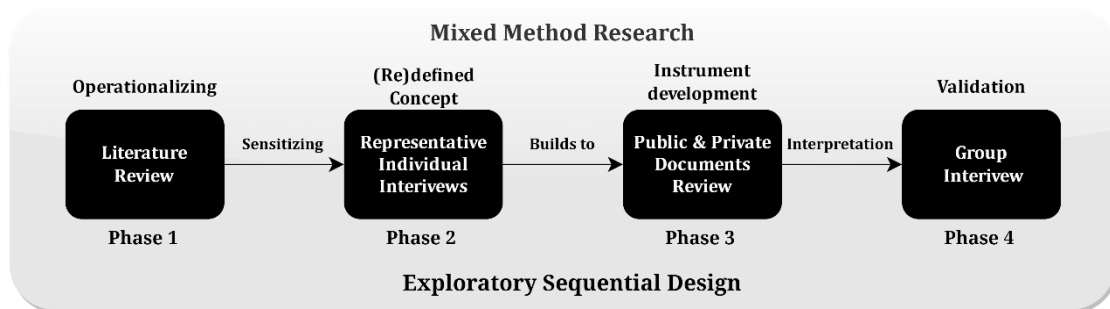 Mixed Method Research
Operationalizing
(Re)defined
Concept
Instrument
development
Validation
Literature
Review
Sensitizing
Representative
Individual
Interivews
Builds to
Public & Private
Documents
Review
Interpretation
Group
Interivew
Phase 1
Phase 2
Phase 3
Phase 4
Exploratory Sequential Design